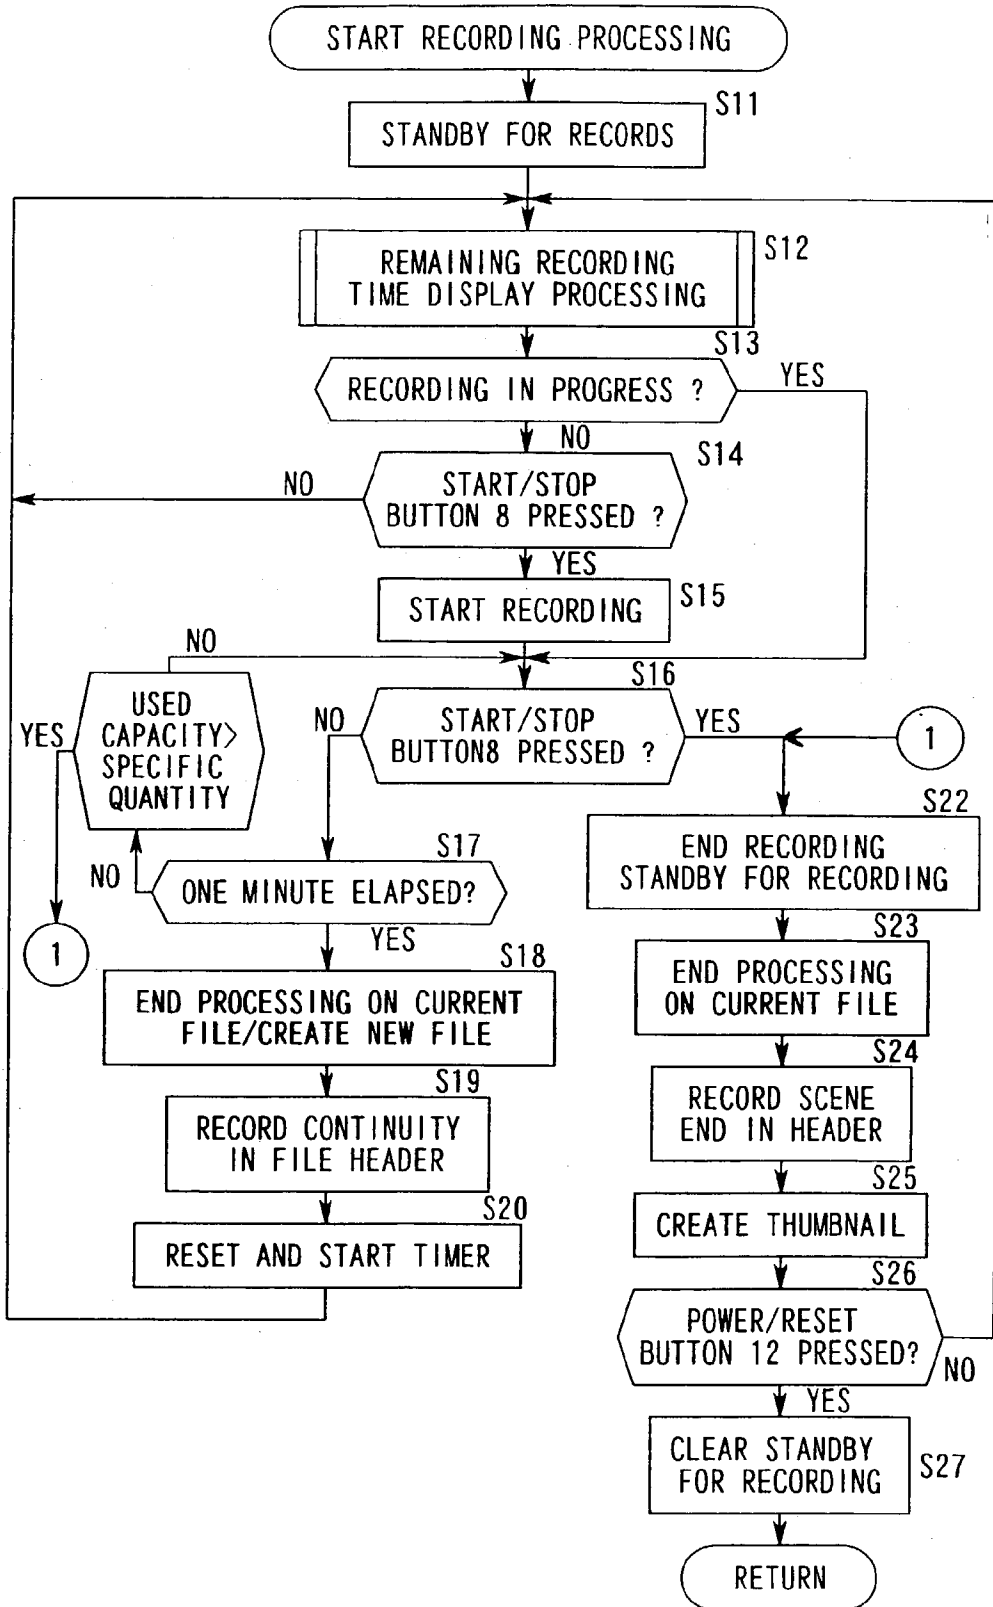 START RECORDING PROCESSING
S11
STANDBY FOR RECORDS
S12
REMAINING RECORDING
TIME DISPLAY PROCESSING
S13
RECORDING IN PROGRESS ?
YES
NO
S14
START/STOP
BUTTON 8 PRESSED ?
NO
YES
S15
START RECORDING
NO
S16
USED
CAPACITY>
SPECIFIC
QUANTITY
YES
START/STOP
BUTTON8 PRESSED ?
NO
YES
1
S22
END RECORDING
STANDBY FOR RECORDING
S17
ONE MINUTE ELAPSED?
NO
YES
1
S23
END PROCESSING
ON CURRENT FILE
S18
END PROCESSING ON CURRENT
FILE/CREATE NEW FILE
S24
RECORD SCENE
END IN HEADER
S19
RECORD CONTINUITY
IN FILE HEADER
S25
CREATE THUMBNAIL
S20
RESET AND START TIMER
S26
POWER/RESET
BUTTON 12 PRESSED?
NO
YES
CLEAR STANDBY
FOR RECORDING
S27
RETURN